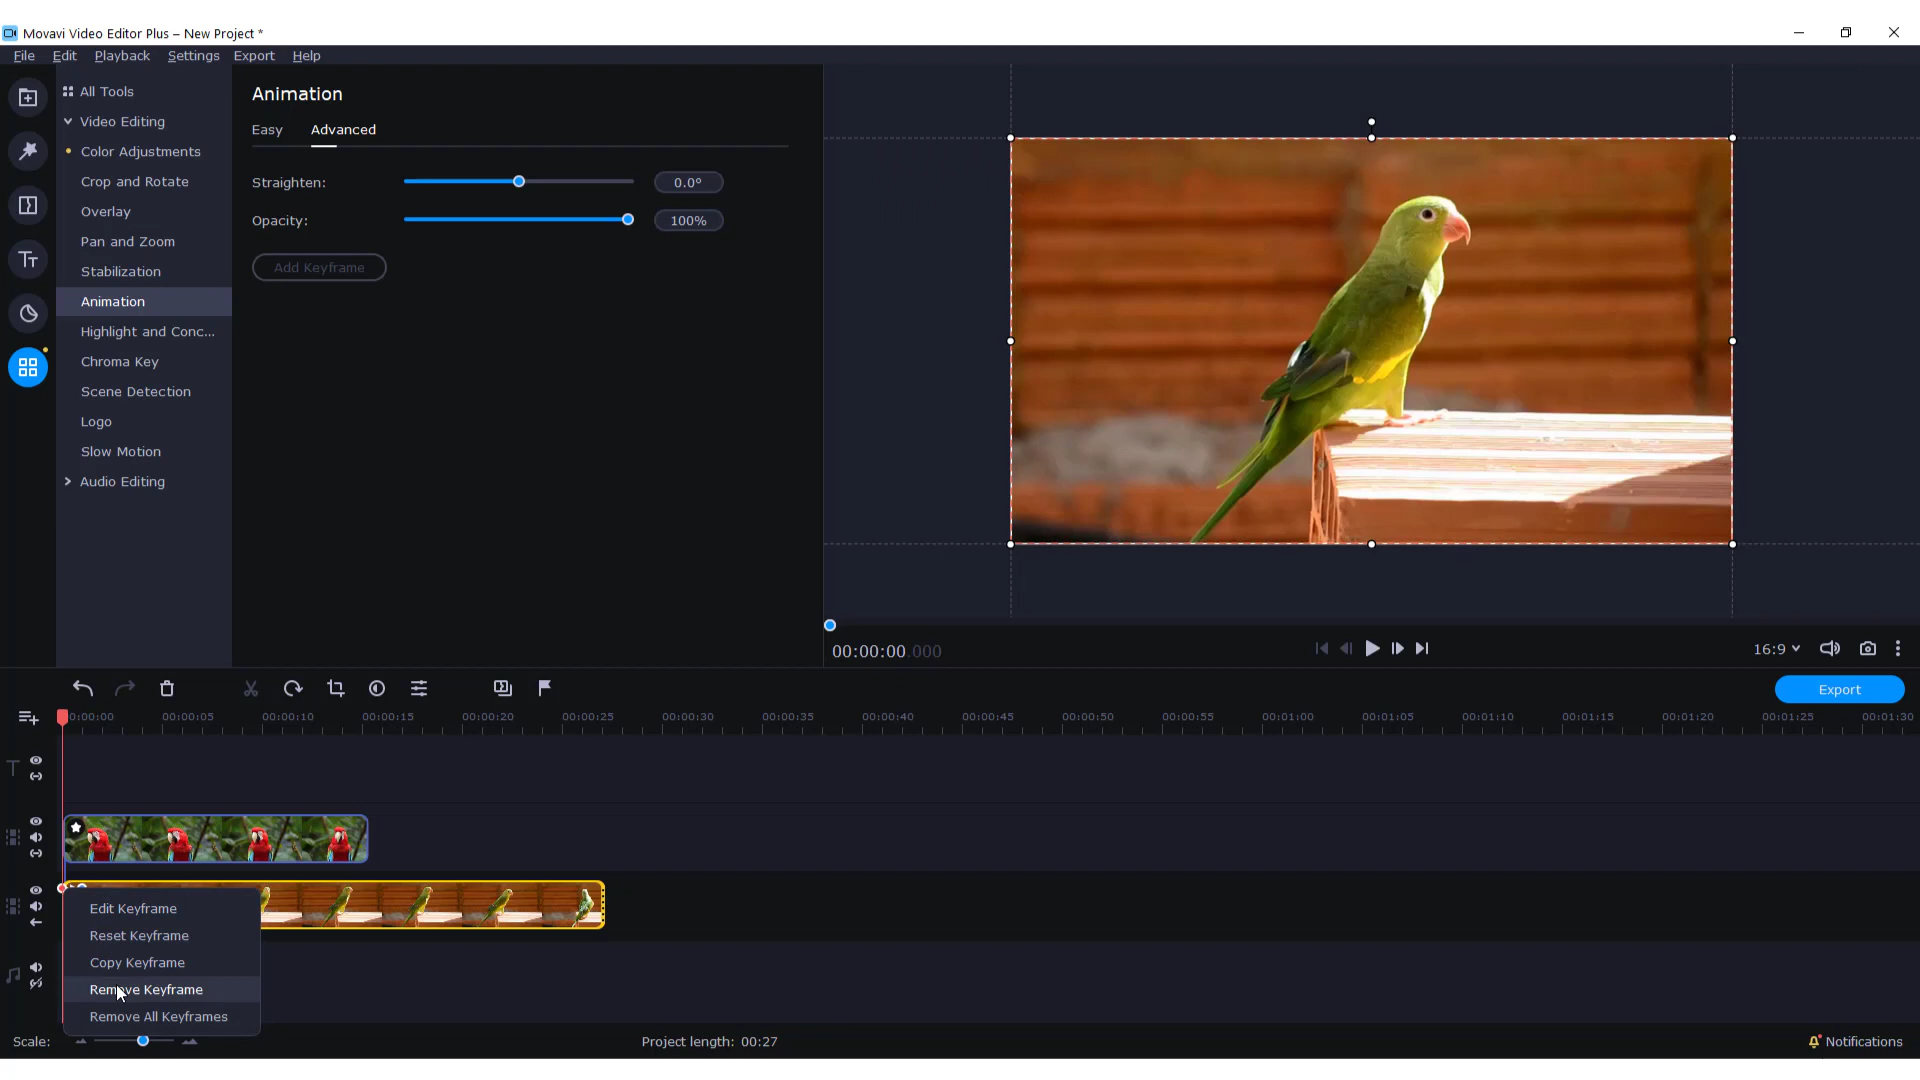 Movavi Video Editor Plus – New Project *
File Edit Playback Settings Export Help
All Tools
Video Editing
Color Adjustments
Crop and Rotate
Overlay
Pan and Zoom
Stabilization
Animation
Highlight and Conc...
Chroma Key
Scene Detection
Logo
Slow Motion
Audio Editing
Animation
Easy Advanced
Straighten: 0.0°
Opacity: 100%
Add Keyframe
00:00:00.000
16:9
Export
0:00:00 00:00:05 00:00:10 00:00:15 00:00:20 00:00:25 00:00:30 00:00:35 00:00:40 00:00:45 00:00:50 00:00:55 00:01:00 00:01:05 00:01:10 00:01:15 00:01:20 00:01:25 00:01:30
Edit Keyframe
Reset Keyframe
Copy Keyframe
Remove Keyframe
Remove All Keyframes
Scale: Project length: 00:27 Notifications